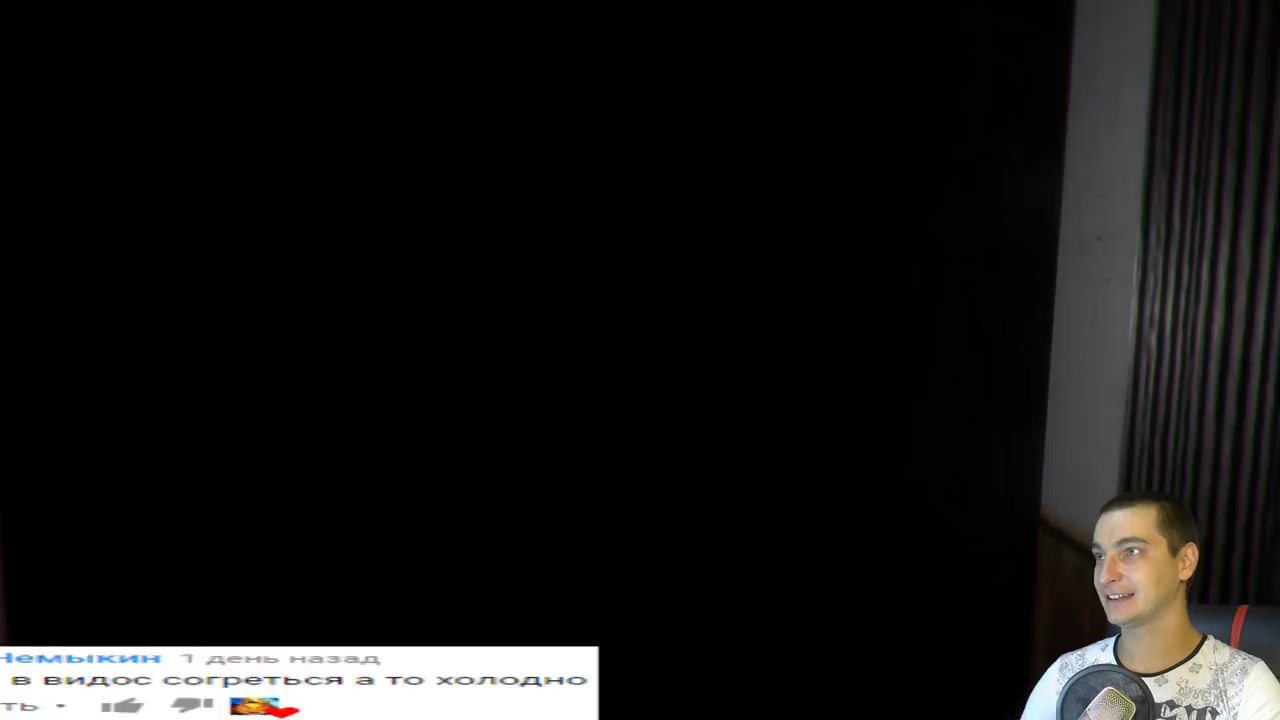 Немыкин 1 день назад
в видос согреться а то холодно
ть •